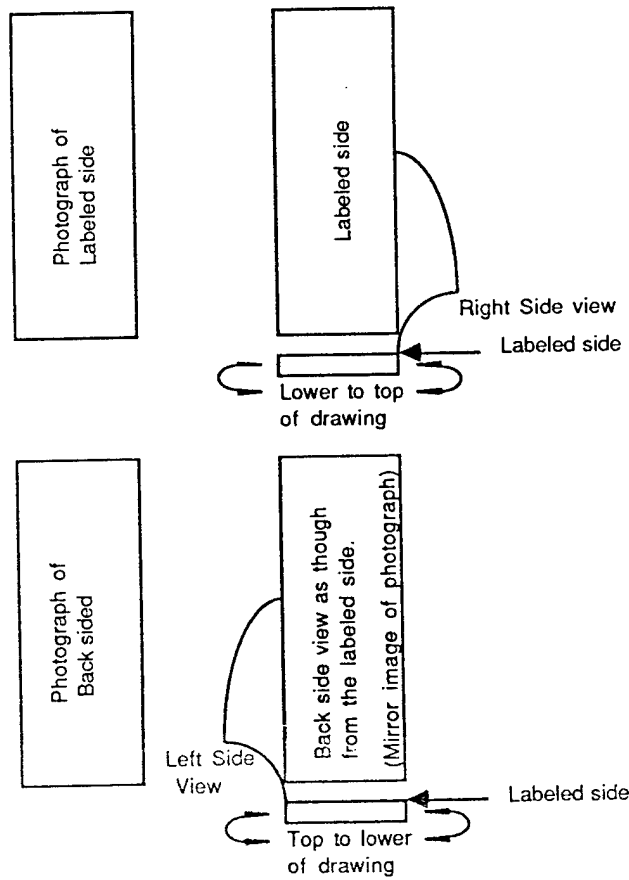 Photograph of
Labeled side
Labeled side
Right Side view
Labeled side
Lower to top
of drawing
Photograph of
Back sided
Back side view as though
from the labeled side.
(Mirror image of photograph)
Left Side
View
Labeled side
Top to lower
of drawing